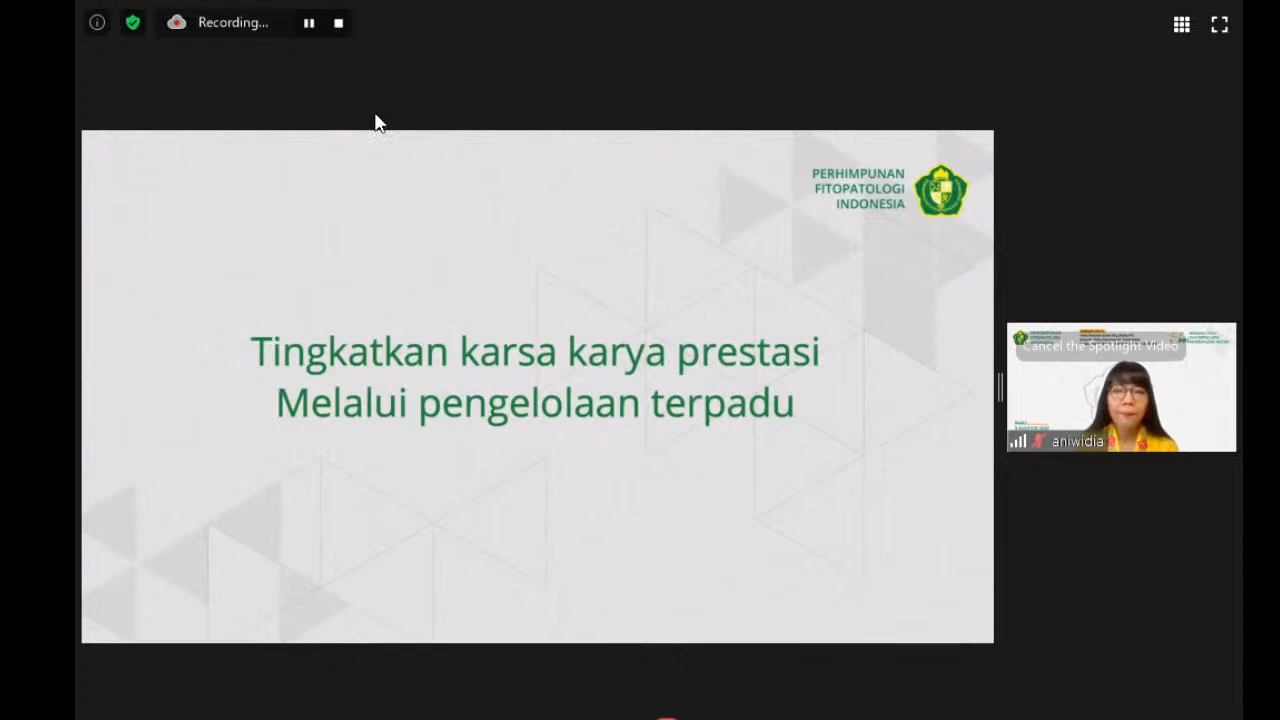 Recording...
PERHIMPUNAN
FITOPATOLOGI
INDONESIA
Tingkatkan karsa karya prestasi
Melalui pengelolaan terpadu
Cancel the Spotlight Video
aniwidia